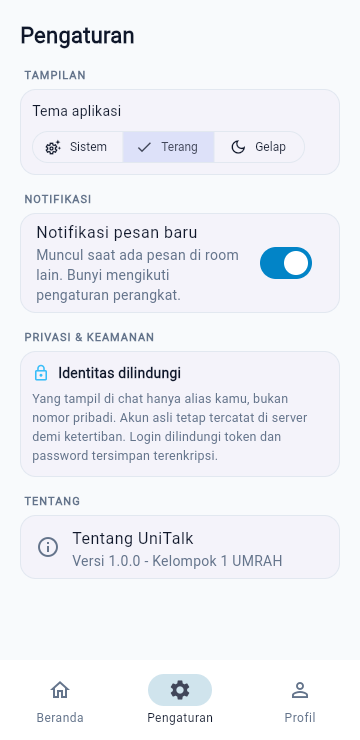 Pengaturan
TAMPILAN
Tema aplikasi
Sistem
Terang
Gelap
NOTIFIKASI
Notifikasi pesan baru
Muncul saat ada pesan di room
lain. Bunyi mengikuti
pengaturan perangkat.
PRIVASI & KEAMANAN
Identitas dilindungi
Yang tampil di chat hanya alias kamu, bukan
nomor pribadi. Akun asli tetap tercatat di server
demi ketertiban. Login dilindungi token dan
password tersimpan terenkripsi.
TENTANG
Tentang UniTalk
Versi 1.0.0 - Kelompok 1 UMRAH
Beranda
Pengaturan
Profil